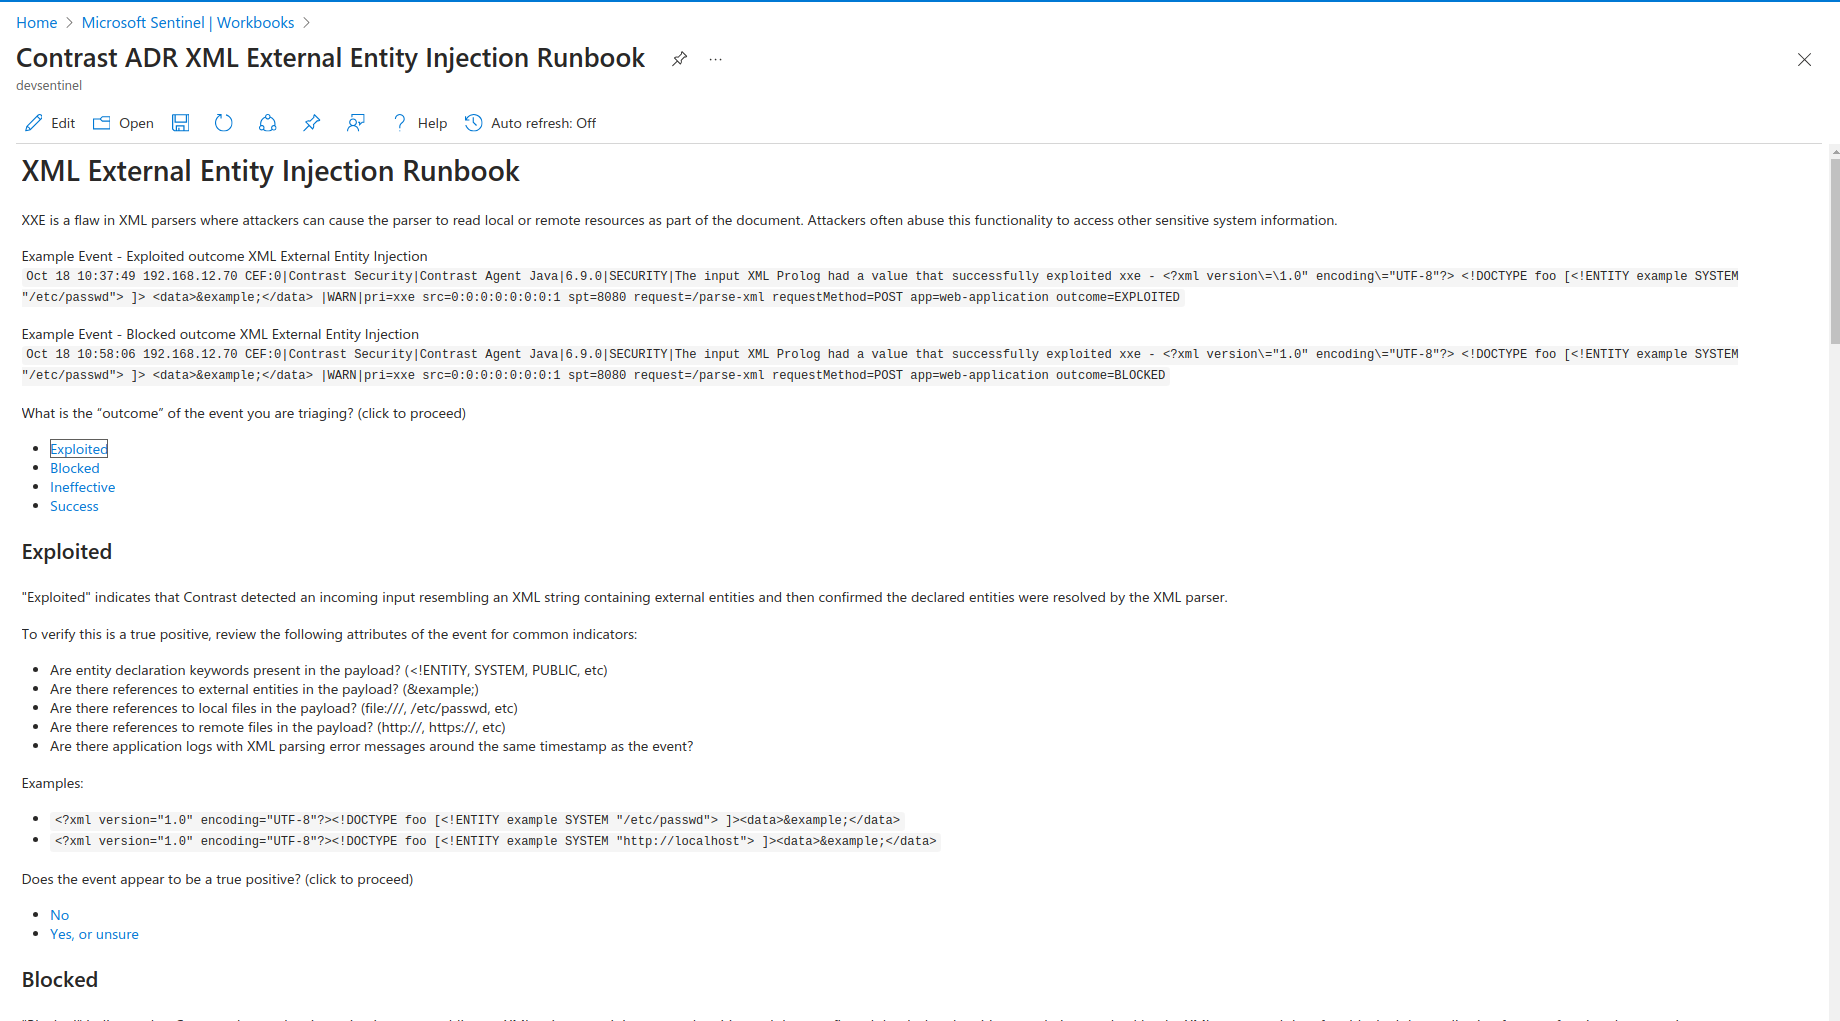 Home > Microsoft Sentinel | Workbooks >
Contrast ADR XML External Entity Injection Runbook
devsentinel
Edit Open Help Auto refresh: Off
XML External Entity Injection Runbook
XXE is a flaw in XML parsers where attackers can cause the parser to read local or remote resources as part of the document. Attackers often abuse this functionality to access other sensitive system information.
Example Event - Exploited outcome XML External Entity Injection
Oct 18 10:37:49 192.168.12.70 CEF:0|Contrast Security|Contrast Agent Java|6.9.0|SECURITY|The input XML Prolog had a value that successfully exploited xxe - <?xml version\=\1.0" encoding\="UTF-8"?> <!DOCTYPE foo [<!ENTITY example SYSTEM
"/etc/passwd"> ]> <data>&example;</data> |WARN|pri=xxe src=0:0:0:0:0:0:0:1 spt=8080 request=/parse-xml requestMethod=POST app=web-application outcome=EXPLOITED
Example Event - Blocked outcome XML External Entity Injection
Oct 18 10:58:06 192.168.12.70 CEF:0|Contrast Security|Contrast Agent Java|6.9.0|SECURITY|The input XML Prolog had a value that successfully exploited xxe - <?xml version\="1.0" encoding\="UTF-8"?> <!DOCTYPE foo [<!ENTITY example SYSTEM
"/etc/passwd"> ]> <data>&example;</data> |WARN|pri=xxe src=0:0:0:0:0:0:0:1 spt=8080 request=/parse-xml requestMethod=POST app=web-application outcome=BLOCKED
What is the “outcome” of the event you are triaging? (click to proceed)
Exploited
Blocked
Ineffective
Success
Exploited
"Exploited" indicates that Contrast detected an incoming input resembling an XML string containing external entities and then confirmed the declared entities were resolved by the XML parser.
To verify this is a true positive, review the following attributes of the event for common indicators:
Are entity declaration keywords present in the payload? (<!ENTITY, SYSTEM, PUBLIC, etc)
Are there references to external entities in the payload? (&example;)
Are there references to local files in the payload? (file:///, /etc/passwd, etc)
Are there references to remote files in the payload? (http://, https://, etc)
Are there application logs with XML parsing error messages around the same timestamp as the event?
Examples:
<?xml version="1.0" encoding="UTF-8"?><!DOCTYPE foo [<!ENTITY example SYSTEM "/etc/passwd"> ]><data>&example;</data>
<?xml version="1.0" encoding="UTF-8"?><!DOCTYPE foo [<!ENTITY example SYSTEM "http://localhost"> ]><data>&example;</data>
Does the event appear to be a true positive? (click to proceed)
No
Yes, or unsure
Blocked